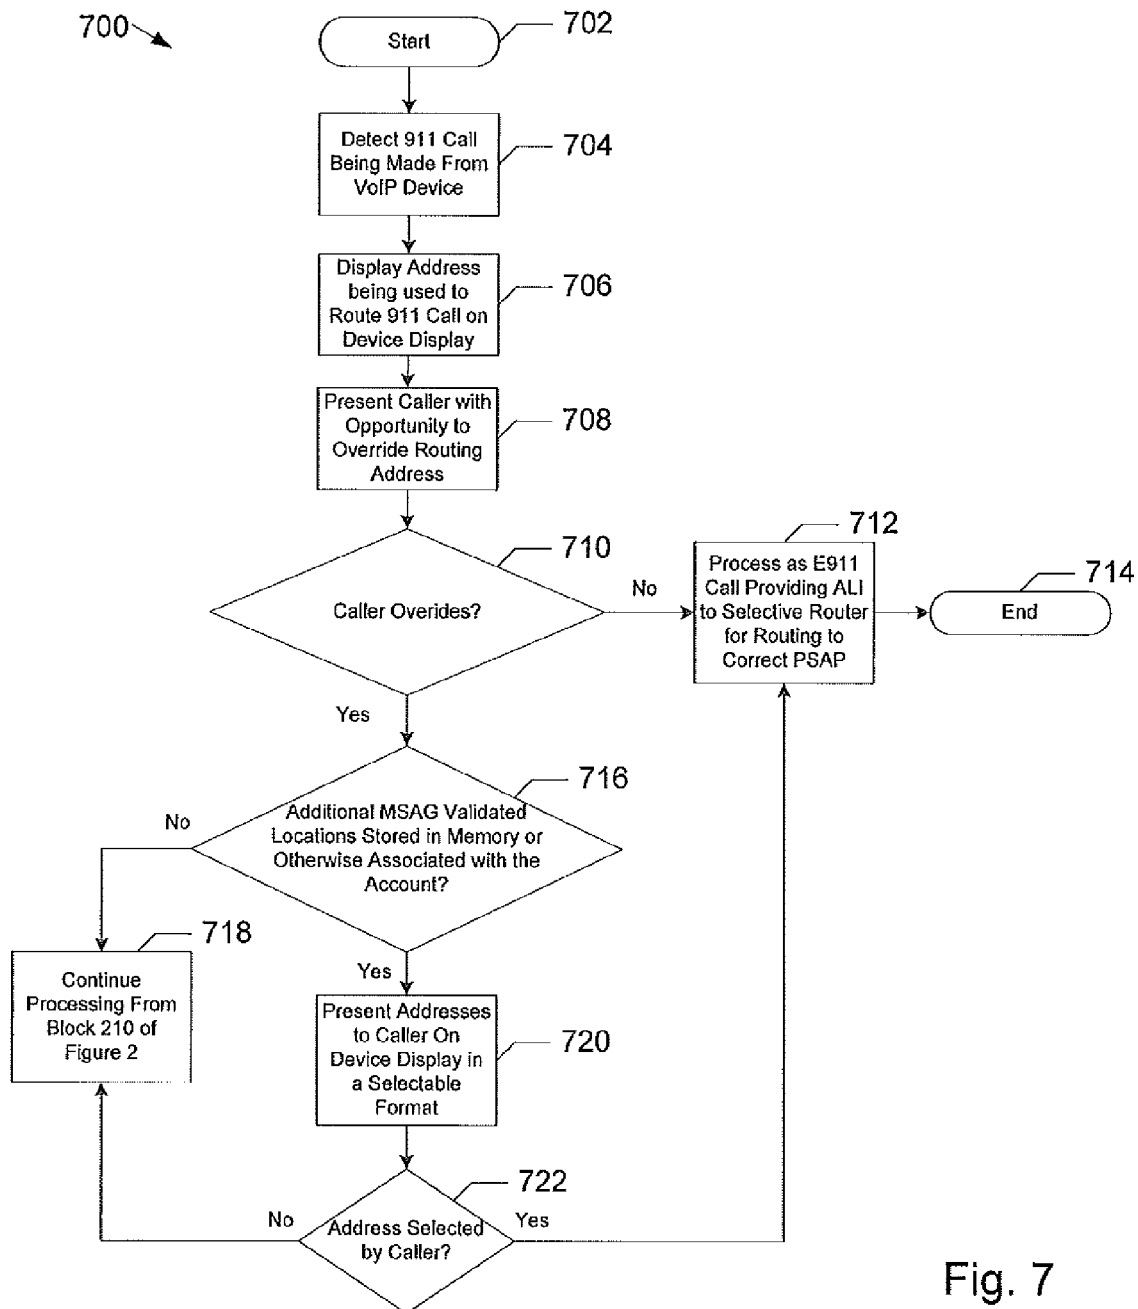 700
Start
702
Detect 911 Call
Being Made From
VoIP Device
704
Display Address
being used to
Route 911 Call on
Device Display
706
Present Caller with
Opportunity to
Override Routing
Address
708
Caller Overrides?
710
No
Process as E911
Call Providing ALI
to Selective Router
for Routing to
Correct PSAP
712
End
714
Yes
Additional MSAG Validated
Locations Stored in Memory or
Otherwise Associated with the
Account?
716
No
Continue
Processing From
Block 210 of
Figure 2
718
Yes
Present Addresses
to Caller On
Device Display in
a Selectable
Format
720
Address Selected
by Caller?
722
No
Yes
Fig. 7